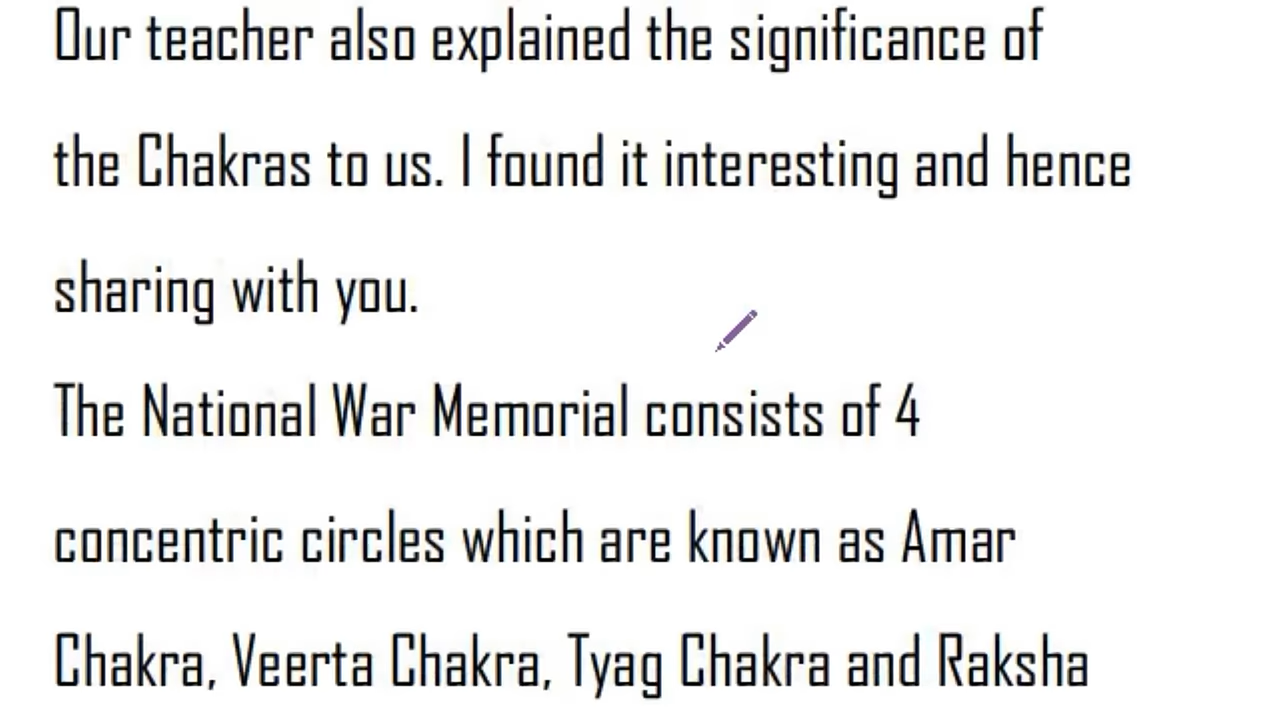 Our teacher also explained the significance of
the Chakras to us. I found it interesting and hence
sharing with you.
The National War Memorial consists of 4
concentric circles which are known as Amar
Chakra, Veerta Chakra, Tyag Chakra and Raksha